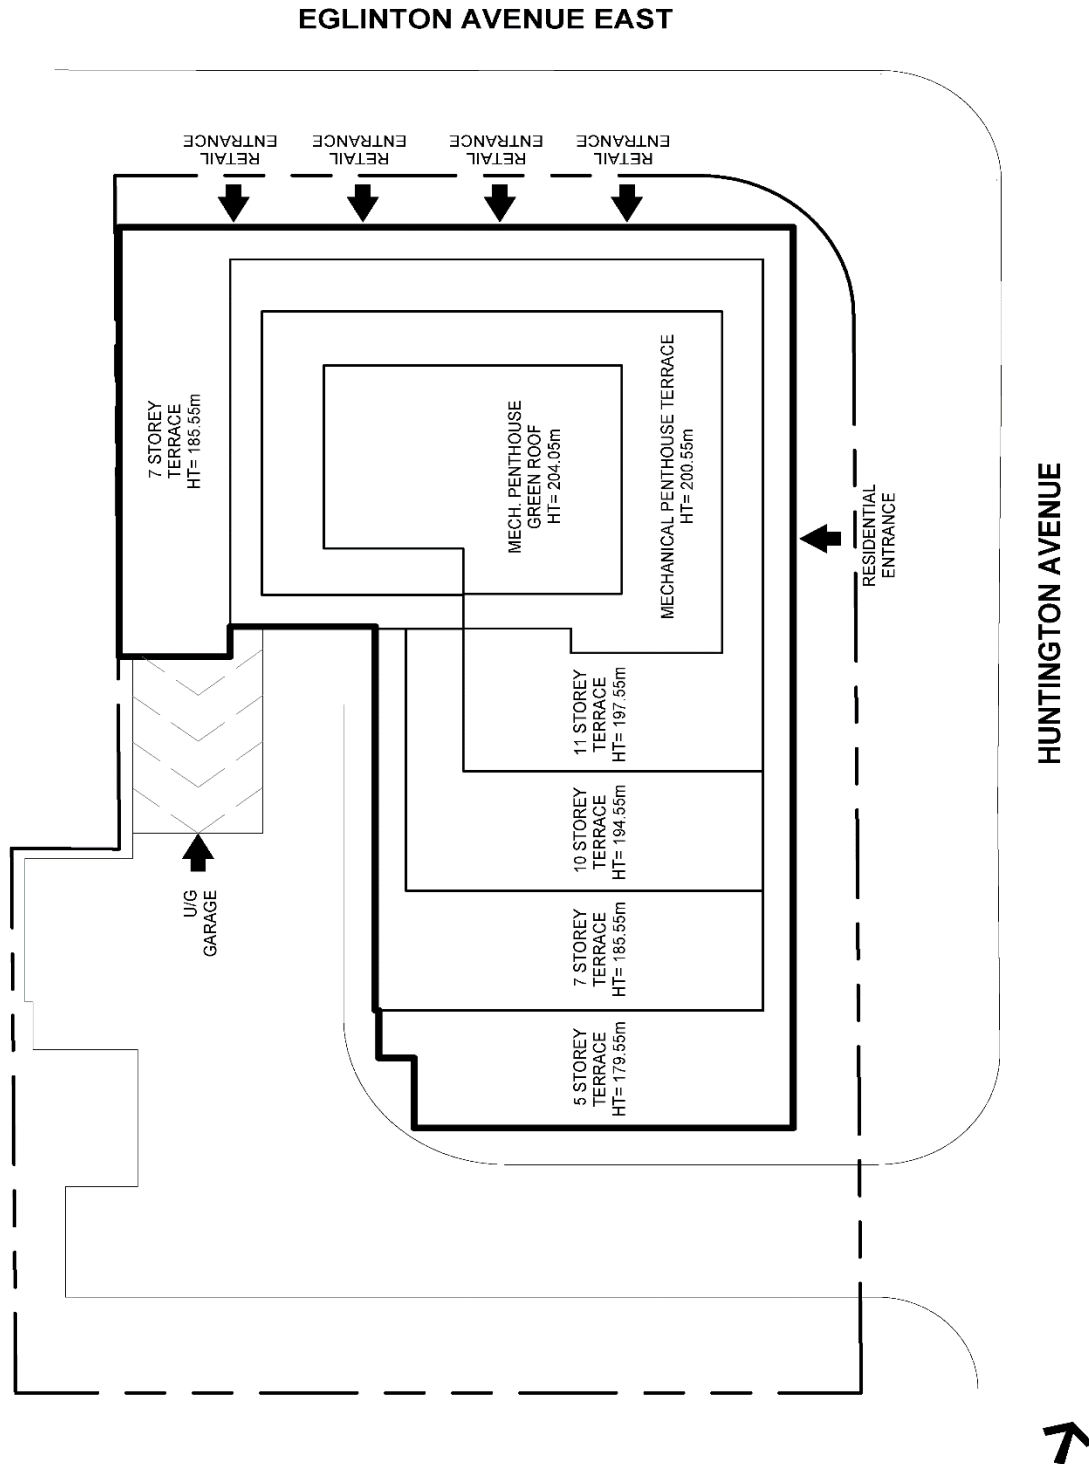 EGLINTON AVENUE EAST
RETAIL
ENTRANCE
RETAIL
ENTRANCE
RETAIL
ENTRANCE
RETAIL
ENTRANCE
7 STOREY
TERRACE
HT= 185.55m
MECH. PENTHOUSE
GREEN ROOF
HT= 204.05m
MECHANICAL PENTHOUSE TERRACE
HT= 200.55m
RESIDENTIAL
ENTRANCE
HUNTINGTON AVENUE
11 STOREY
TERRACE
HT= 197.55m
10 STOREY
TERRACE
HT= 194.55m
U/G
GARAGE
7 STOREY
TERRACE
HT= 185.55m
5 STOREY
TERRACE
HT= 179.55m